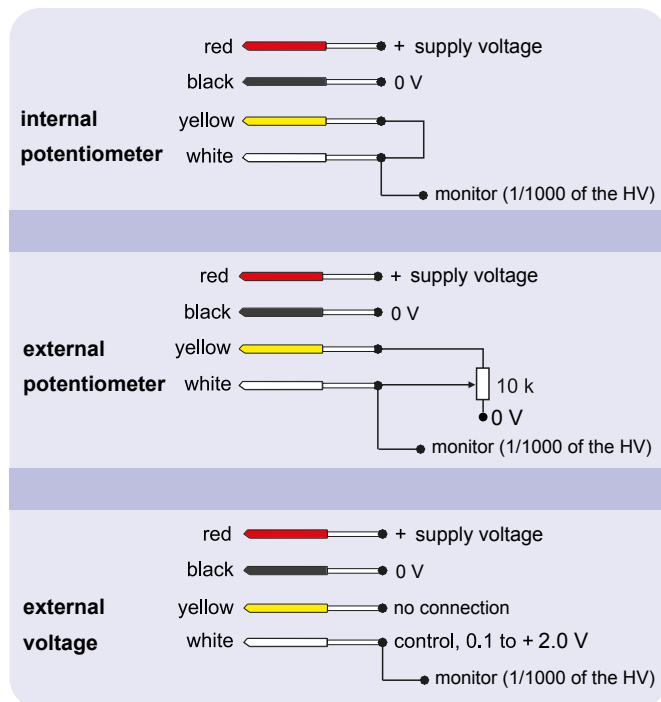 red + supply voltage
black 0 V
internal potentiometer
yellow
white
monitor (1/1000 of the HV)
red + supply voltage
black 0 V
external potentiometer
yellow
white
10 k
0 V
monitor (1/1000 of the HV)
red + supply voltage
black 0 V
external voltage
yellow no connection
white control, 0.1 to + 2.0 V
monitor (1/1000 of the HV)